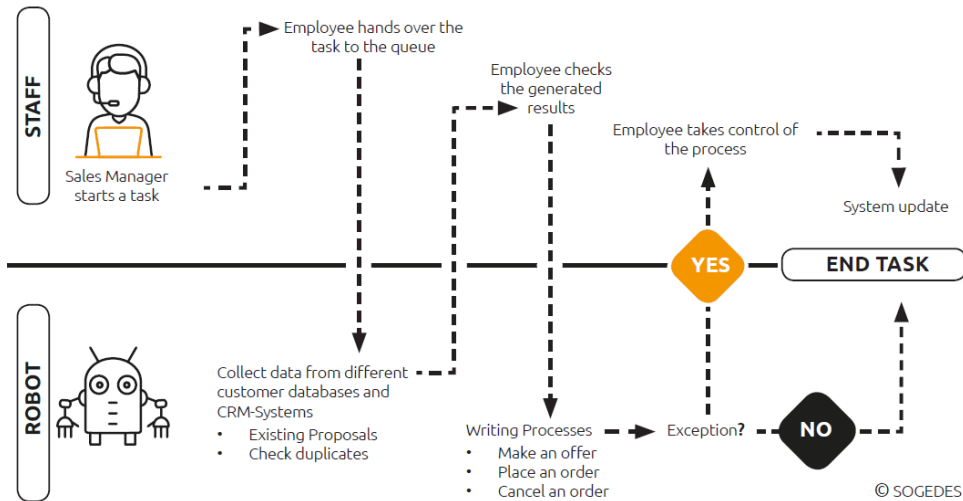 STAFF
Sales Manager
starts a task
Employee hands over the
task to the queue
Employee checks
the generated
results
Employee takes control of
the process
System update
YES
END TASK
ROBOT
Collect data from different
customer databases and
CRM-Systems
• Existing Proposals
• Check duplicates
Writing Processes
• Make an offer
• Place an order
• Cancel an order
Exception?
NO
© SOGEDES